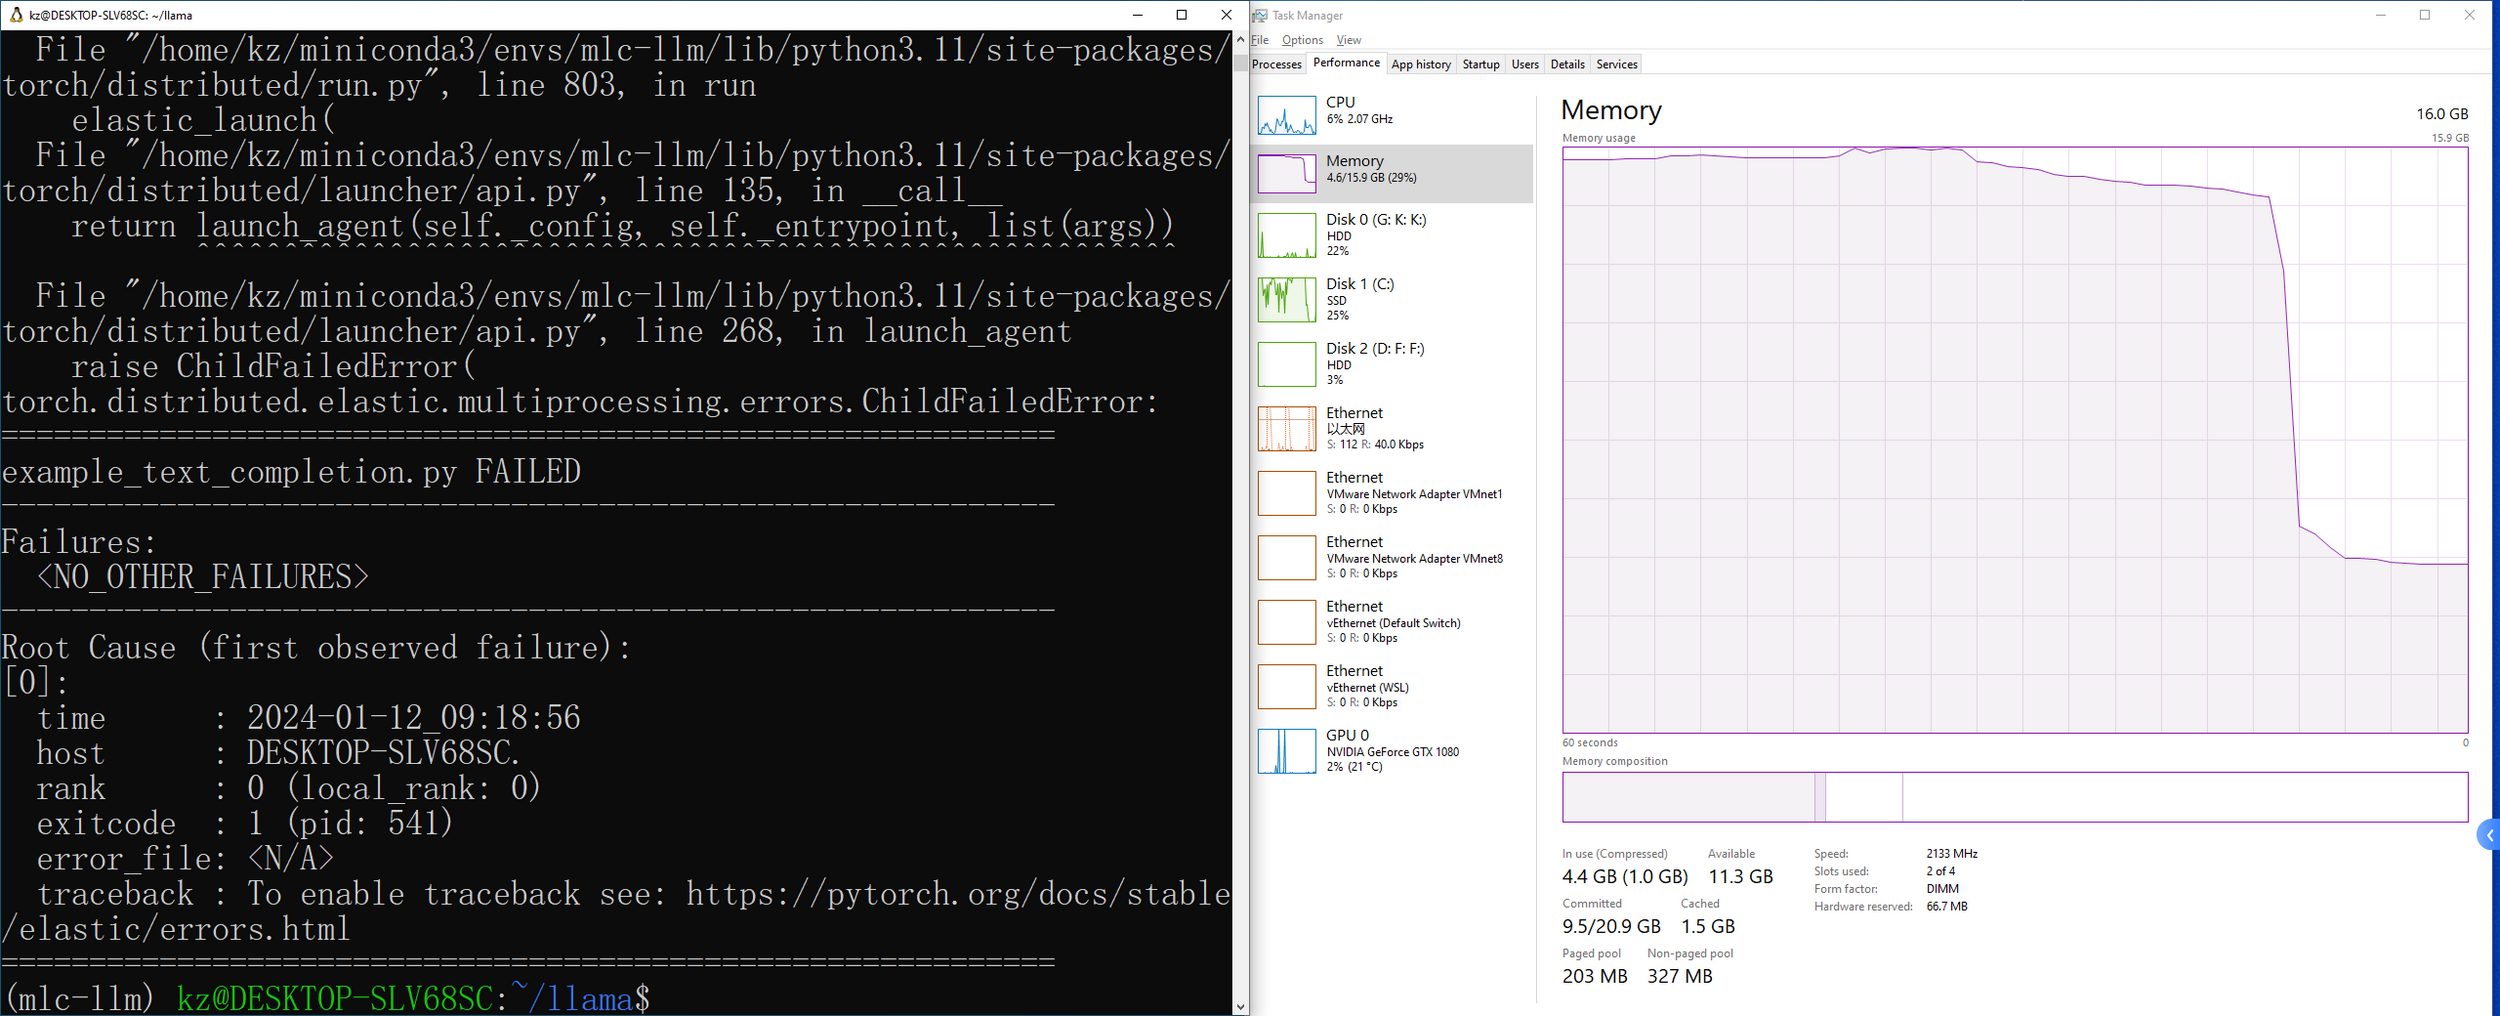 kz@DESKTOP-SLV68SC: ~/llama
File "/home/kz/miniconda3/envs/mlc-llm/lib/python3.11/site-packages/
torch/distributed/run.py", line 803, in run
elastic_launch(
File "/home/kz/miniconda3/envs/mlc-llm/lib/python3.11/site-packages/
torch/distributed/launcher/api.py", line 135, in __call__
return launch_agent(self._config, self._entrypoint, list(args))
^^^^^^^^^^^^^^^^^^^^^^^^^^^^^^^^^^^^^^^^^^^^^^^^^^^^^^^^
File "/home/kz/miniconda3/envs/mlc-llm/lib/python3.11/site-packages/
torch/distributed/launcher/api.py", line 268, in launch_agent
raise ChildFailedError(
torch.distributed.elastic.multiprocessing.errors.ChildFailedError:
============================================================
example_text_completion.py FAILED
------------------------------------------------------------
Failures:
<NO_OTHER_FAILURES>
------------------------------------------------------------
Root Cause (first observed failure):
[0]:
time      : 2024-01-12_09:18:56
host      : DESKTOP-SLV68SC.
rank      : 0 (local_rank: 0)
exitcode  : 1 (pid: 541)
error_file: <N/A>
traceback : To enable traceback see: https://pytorch.org/docs/stable
/elastic/errors.html
============================================================
(mlc-llm) kz@DESKTOP-SLV68SC:~/llama$
Task Manager
File Options View
Processes Performance App history Startup Users Details Services
CPU
6% 2.07 GHz
Memory
4.6/15.9 GB (29%)
Disk 0 (G: K: K:)
HDD
22%
Disk 1 (C:)
SSD
25%
Disk 2 (D: F: F:)
HDD
3%
Ethernet
以太网
S: 112 R: 40.0 Kbps
Ethernet
VMware Network Adapter VMnet1
S: 0 R: 0 Kbps
Ethernet
VMware Network Adapter VMnet8
S: 0 R: 0 Kbps
Ethernet
vEthernet (Default Switch)
S: 0 R: 0 Kbps
Ethernet
vEthernet (WSL)
S: 0 R: 0 Kbps
GPU 0
NVIDIA GeForce GTX 1080
2% (21 °C)
Memory 16.0 GB
Memory usage 15.9 GB
60 seconds 0
Memory composition
In use (Compressed) Available
4.4 GB (1.0 GB) 11.3 GB
Committed Cached
9.5/20.9 GB 1.5 GB
Paged pool Non-paged pool
203 MB 327 MB
Speed: 2133 MHz
Slots used: 2 of 4
Form factor: DIMM
Hardware reserved: 66.7 MB